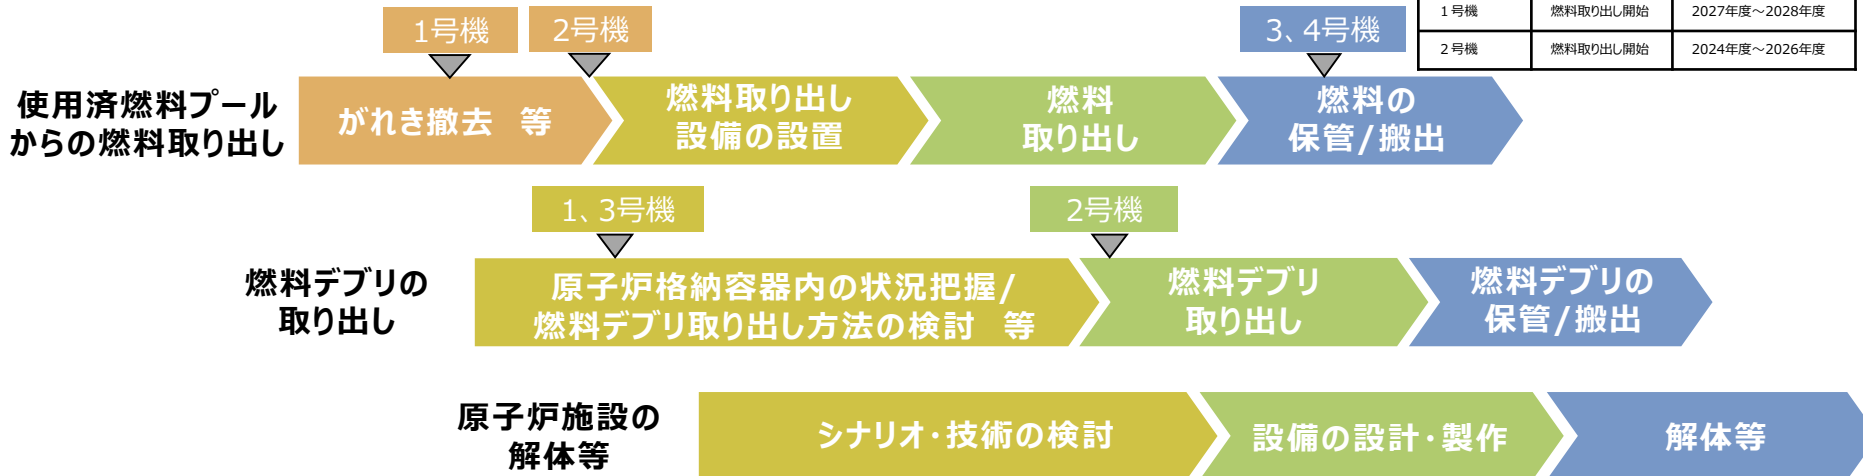 1号機
2号機
3、4号機
1号機 燃料取り出し開始 2027年度～2028年度
2号機 燃料取り出し開始 2024年度～2026年度
使用済燃料プール
からの燃料取り出し
がれき撤去　等
燃料取り出し
設備の設置
燃料
取り出し
燃料の
保管/搬出
1、3号機
2号機
燃料デブリの
取り出し
原子炉格納容器内の状況把握/
燃料デブリ取り出し方法の検討　等
燃料デブリ
取り出し
燃料デブリの
保管/搬出
原子炉施設の
解体等
シナリオ・技術の検討
設備の設計・製作
解体等